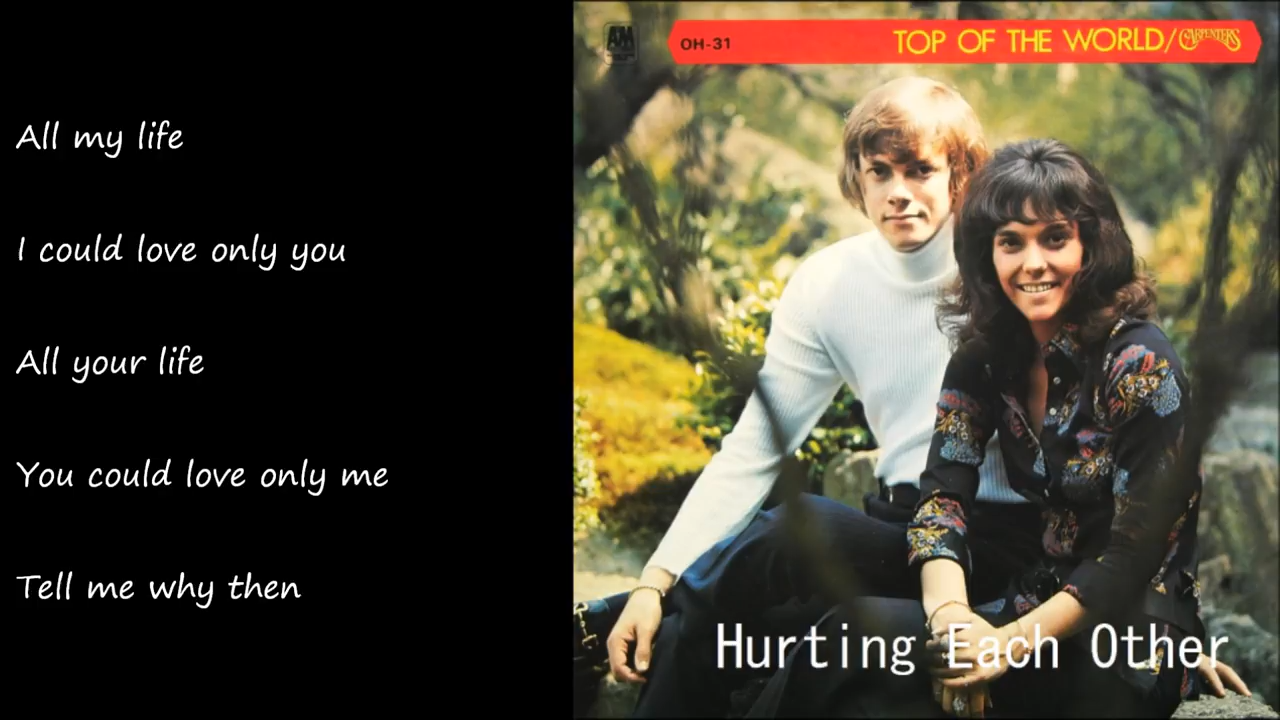 All my life
I could love only you
All your life
You could love only me
Tell me why then
AM
OH-31
TOP OF THE WORLD/CARPENTERS
Hurting Each Other